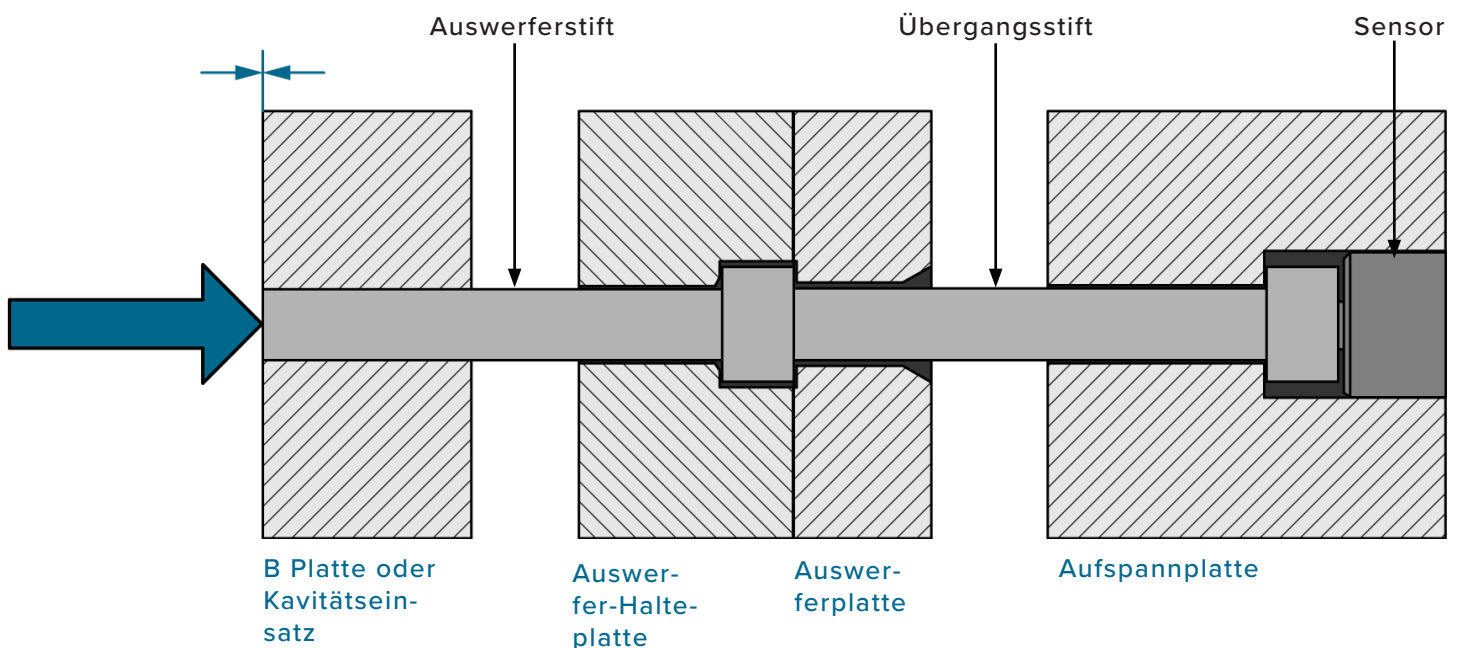 Auswerferstift
Übergangsstift
Sensor
B Platte oder
Kavitätsein-
satz
Auswer-
fer-Halte-
platte
Auswer-
ferplatte
Aufspannplatte